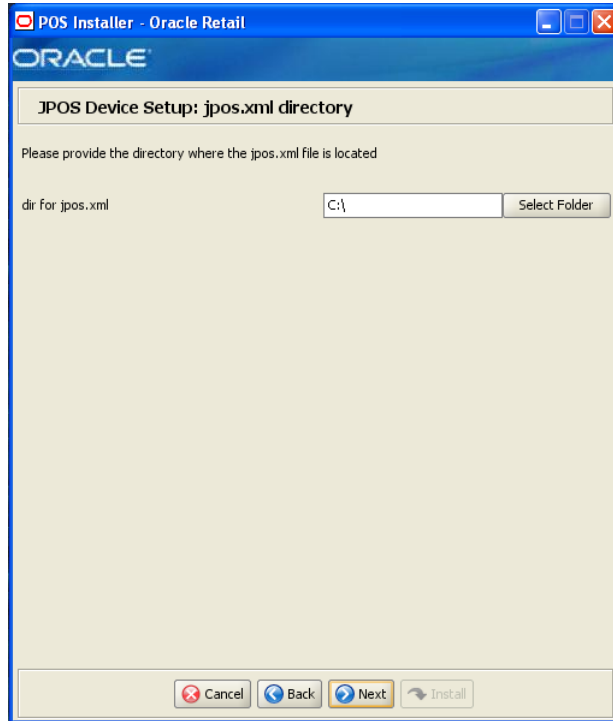 POS Installer - Oracle Retail
ORACLE
JPOS Device Setup: jpos.xml directory
Please provide the directory where the jpos.xml file is located
dir for jpos.xml C:\ Select Folder
Cancel Back Next Install